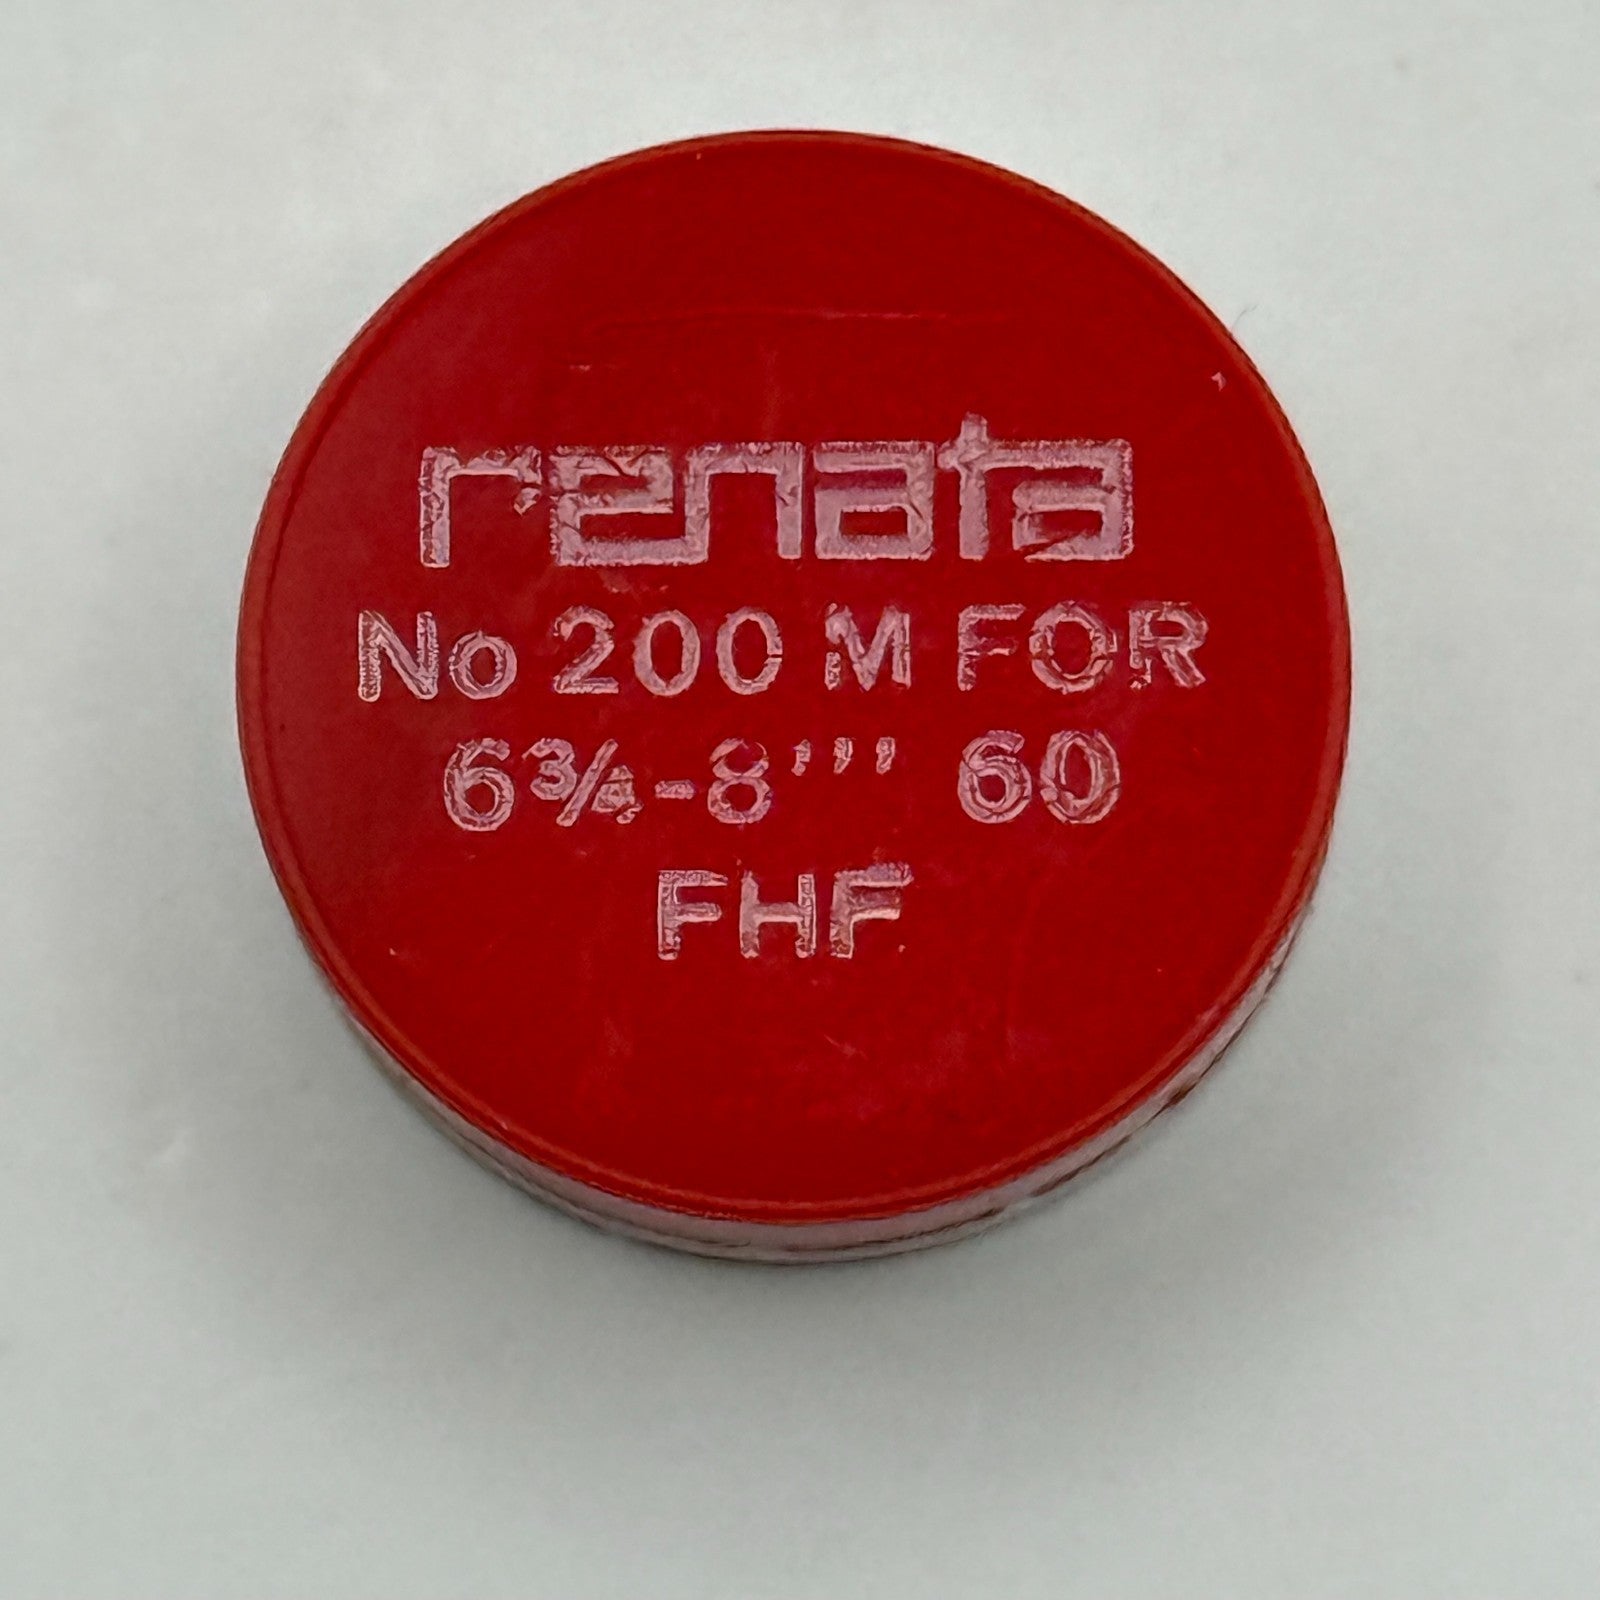 renata
No 200 M FOR
6¾-8''' 60
FHF